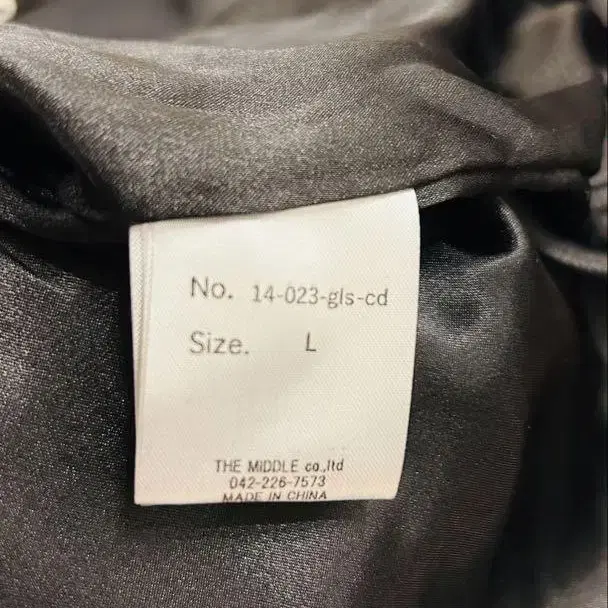 No. 14-023-gls-cd
Size. L
THE MIDDLE co.,ltd
042-226-7573
MADE IN CHINA